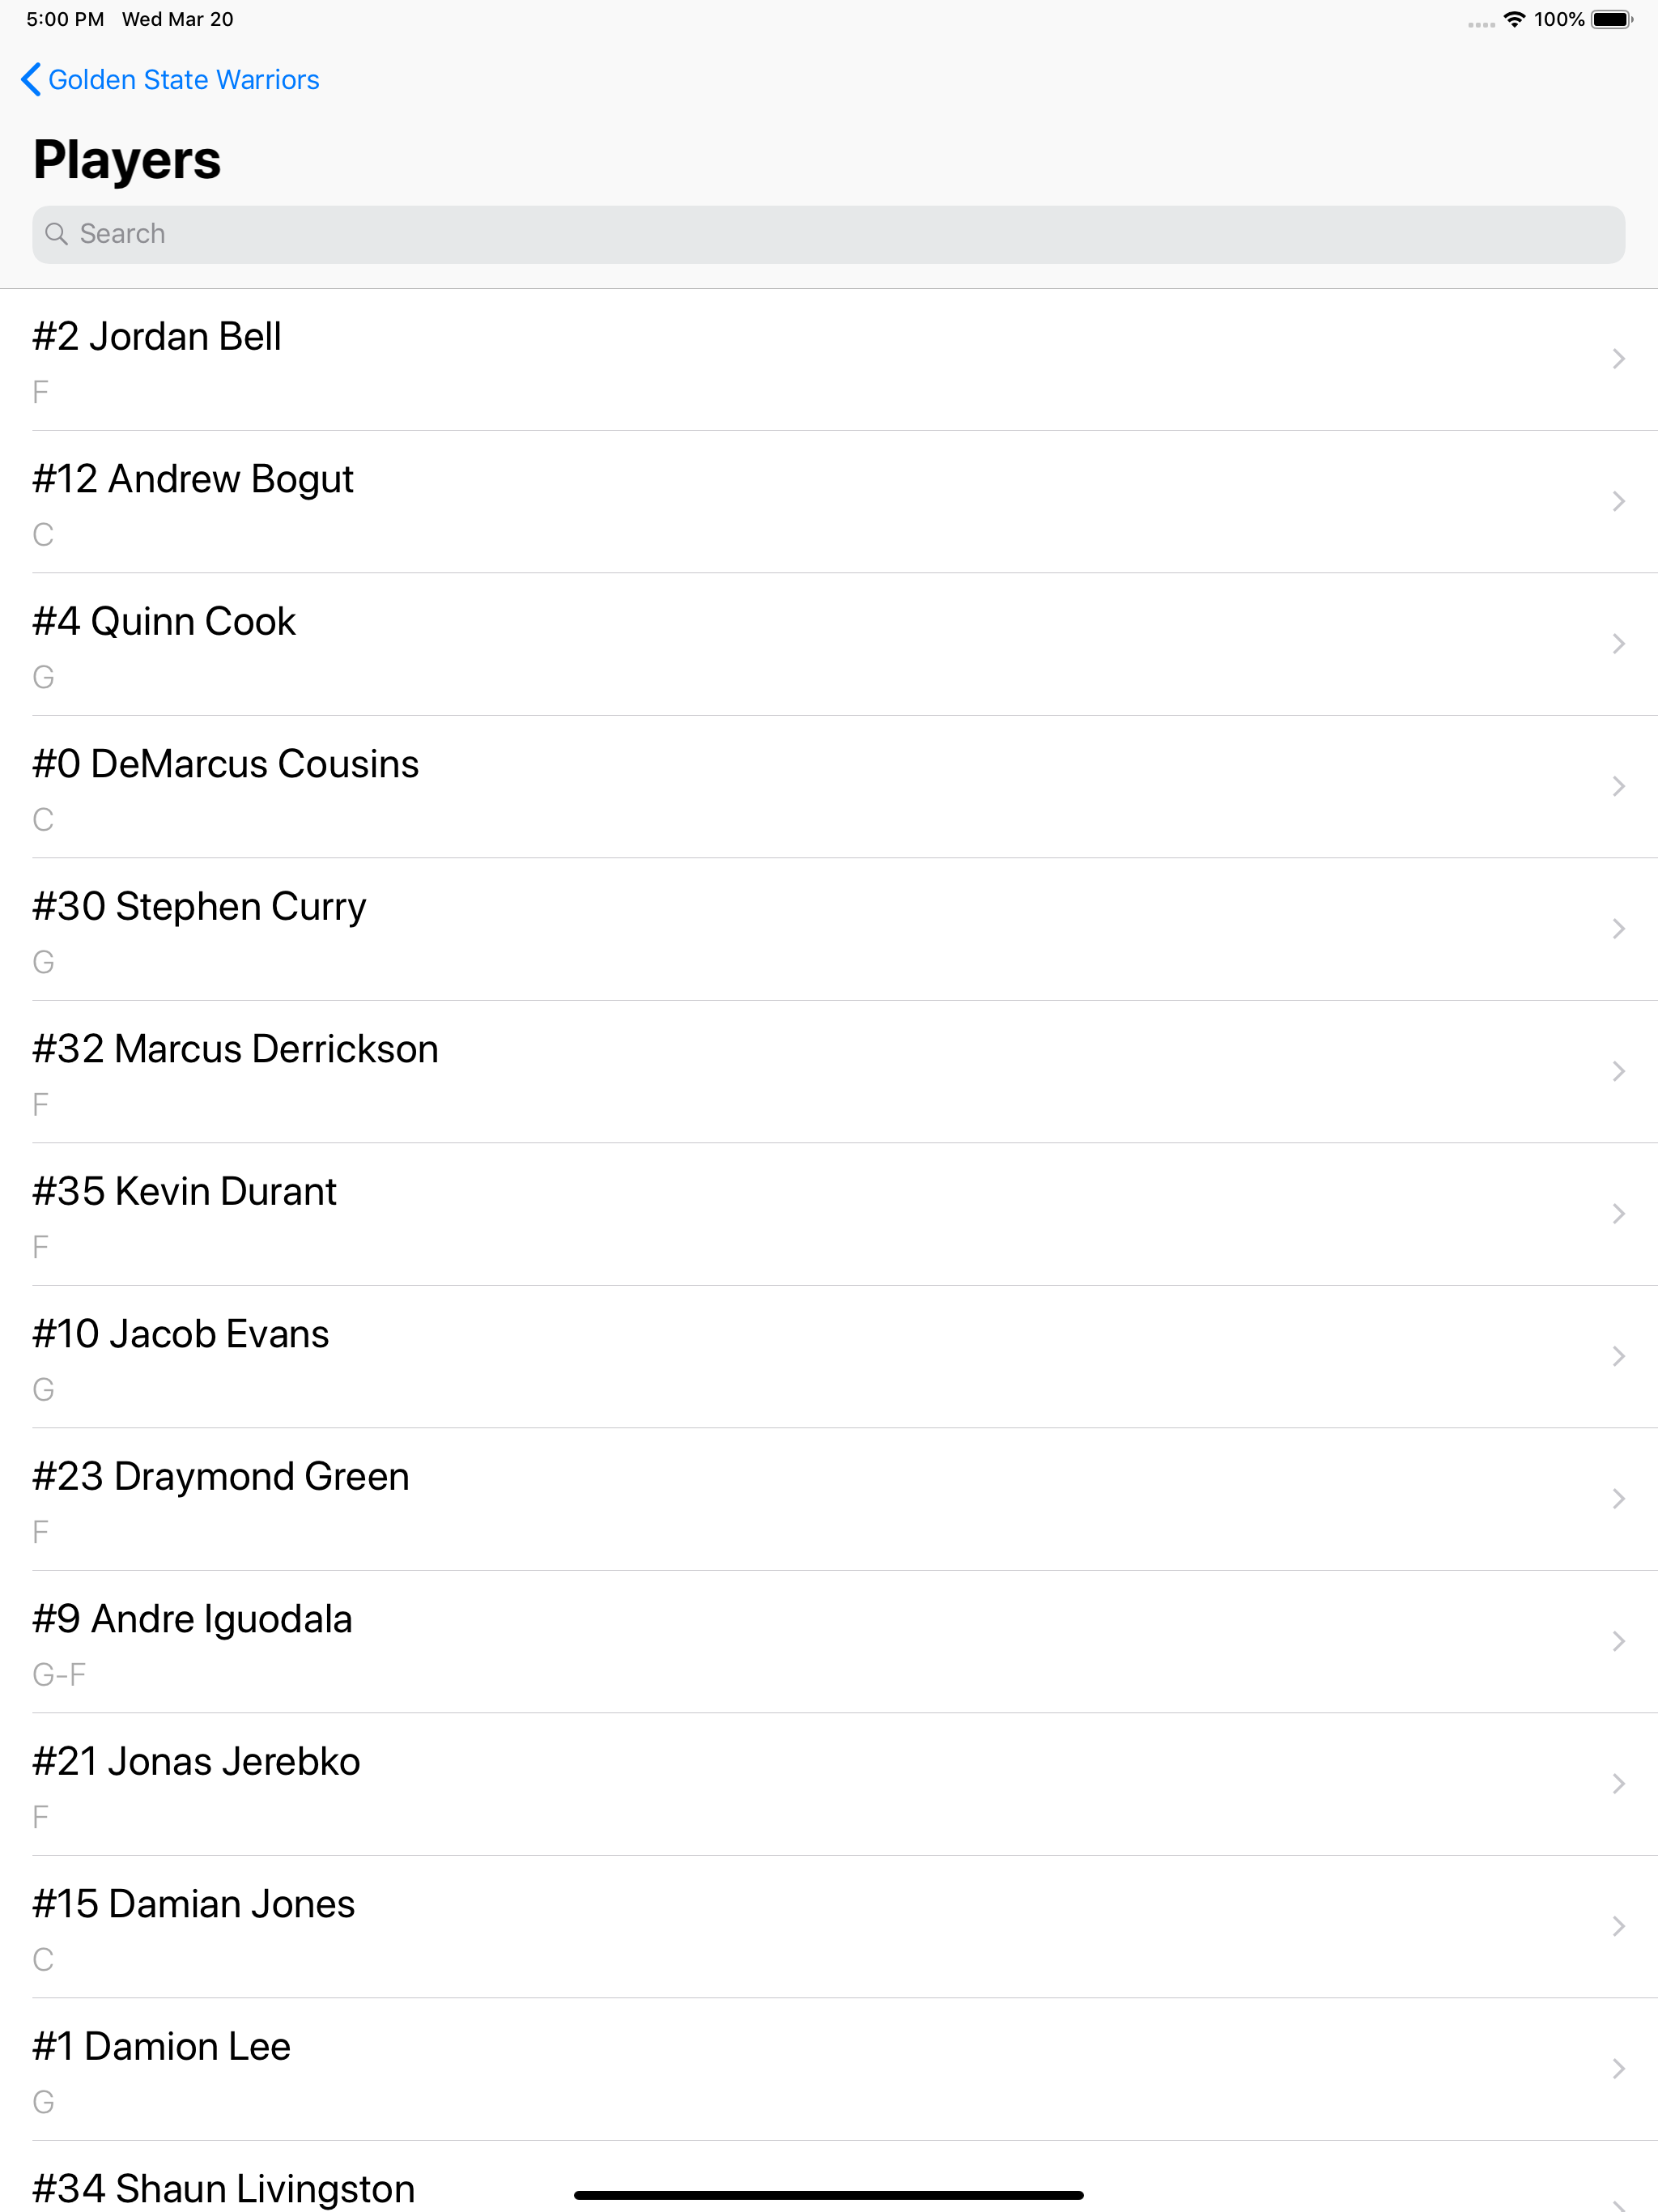 5:00 PM Wed Mar 20 100%
Golden State Warriors
Players
Search
#2 Jordan Bell
F
#12 Andrew Bogut
C
#4 Quinn Cook
G
#0 DeMarcus Cousins
C
#30 Stephen Curry
G
#32 Marcus Derrickson
F
#35 Kevin Durant
F
#10 Jacob Evans
G
#23 Draymond Green
F
#9 Andre Iguodala
G-F
#21 Jonas Jerebko
F
#15 Damian Jones
C
#1 Damion Lee
G
#34 Shaun Livingston